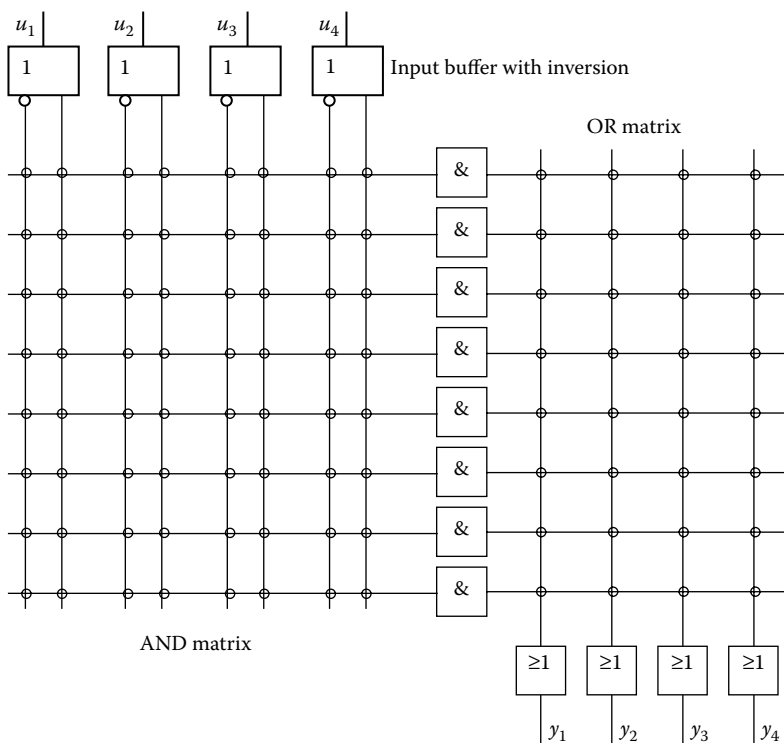 u1 u2 u3 u4
1 1 1 1
Input buffer with inversion
OR matrix
&
&
&
&
&
&
&
&
AND matrix
≥1 ≥1 ≥1 ≥1
y1 y2 y3 y4